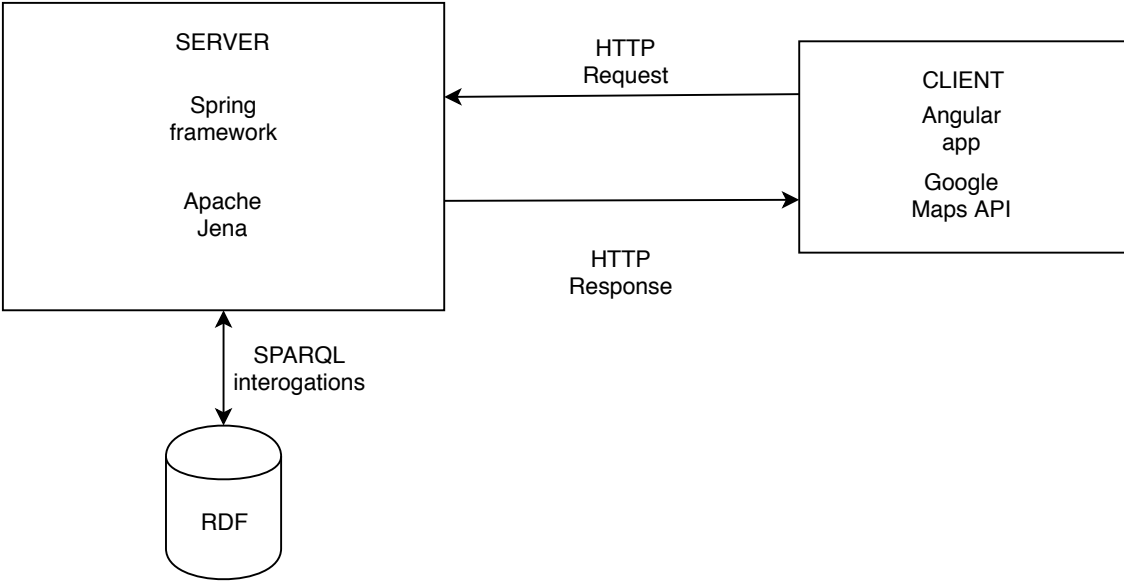 SERVER
Spring
framework
Apache
Jena
HTTP
Request
HTTP
Response
CLIENT
Angular
app
Google
Maps API
SPARQL
interogations
RDF